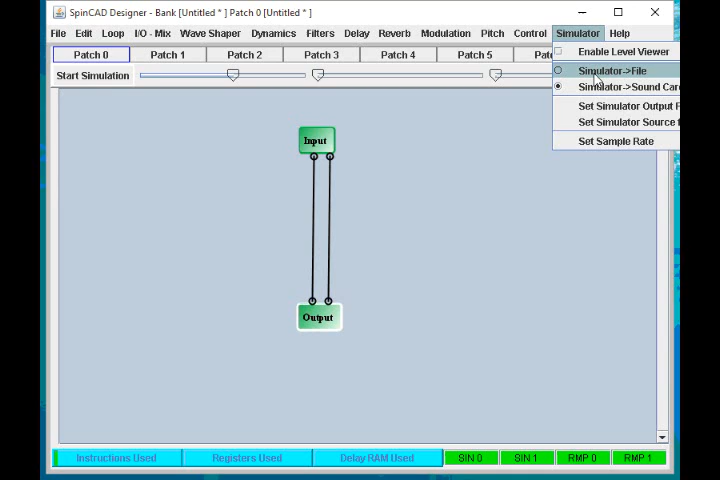 SpinCAD Designer - Bank [Untitled * ] Patch 0 [Untitled * ]
File Edit Loop I/O - Mix Wave Shaper Dynamics Filters Delay Reverb Modulation Pitch Control Simulator Help
Patch 0 Patch 1 Patch 2 Patch 3 Patch 4 Patch 5
Start Simulation
Enable Level Viewer
Simulator->File
Simulator->Sound Car
Set Simulator Output F
Set Simulator Source f
Set Sample Rate
Input
Output
Instructions Used Registers Used Delay RAM Used SIN 0 SIN 1 RMP 0 RMP 1